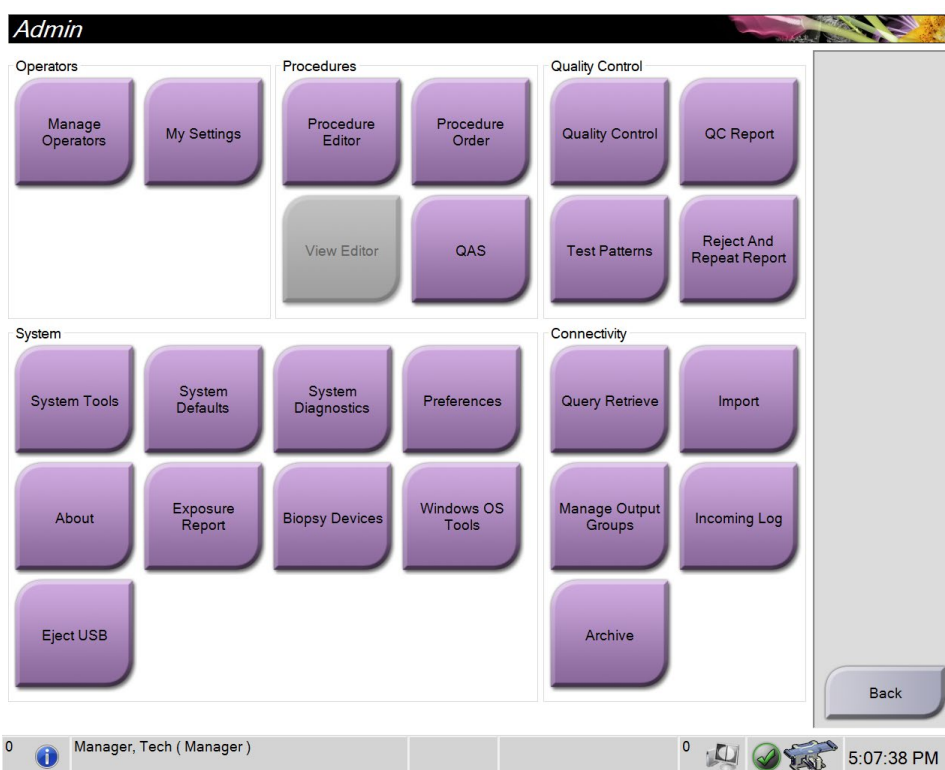 Admin
Operators
Manage
Operators
My Settings
Procedures
Procedure
Editor
Procedure
Order
View Editor
QAS
Quality Control
Quality Control
QC Report
Test Patterns
Reject And
Repeat Report
System
System Tools
System
Defaults
System
Diagnostics
Preferences
About
Exposure
Report
Biopsy Devices
Windows OS
Tools
Eject USB
Connectivity
Query Retrieve
Import
Manage Output
Groups
Incoming Log
Archive
Back
0
Manager, Tech ( Manager )
0
5:07:38 PM